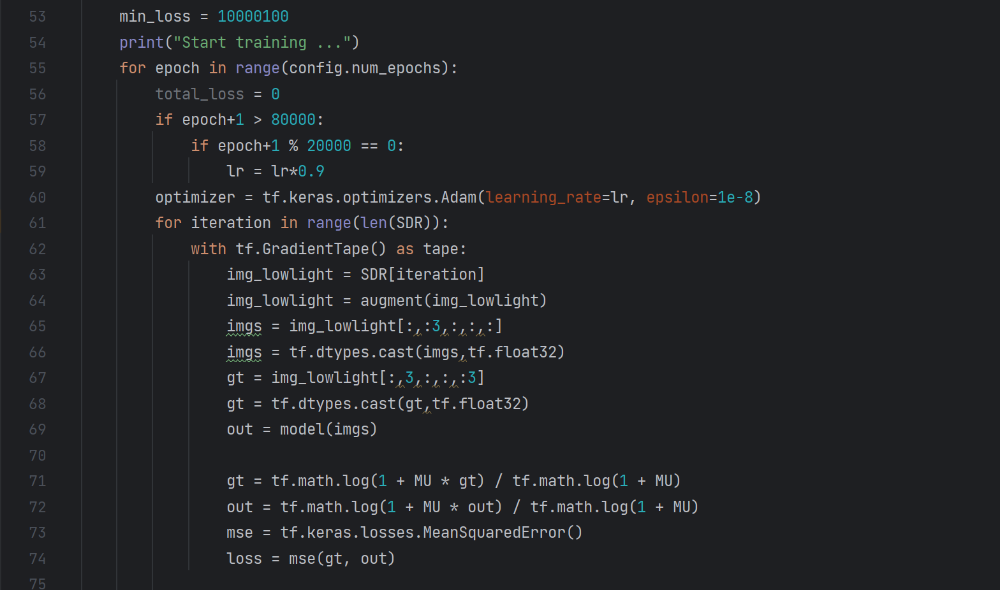 53 min_loss = 10000100
54 print("Start training ...")
55 for epoch in range(config.num_epochs):
56 total_loss = 0
57 if epoch+1 > 80000:
58 if epoch+1 % 20000 == 0:
59 lr = lr*0.9
60 optimizer = tf.keras.optimizers.Adam(learning_rate=lr, epsilon=1e-8)
61 for iteration in range(len(SDR)):
62 with tf.GradientTape() as tape:
63 img_lowlight = SDR[iteration]
64 img_lowlight = augment(img_lowlight)
65 imgs = img_lowlight[:,:3,:,:,:]
66 imgs = tf.dtypes.cast(imgs,tf.float32)
67 gt = img_lowlight[:,3,:,:,:3]
68 gt = tf.dtypes.cast(gt,tf.float32)
69 out = model(imgs)
70
71 gt = tf.math.log(1 + MU * gt) / tf.math.log(1 + MU)
72 out = tf.math.log(1 + MU * out) / tf.math.log(1 + MU)
73 mse = tf.keras.losses.MeanSquaredError()
74 loss = mse(gt, out)
75